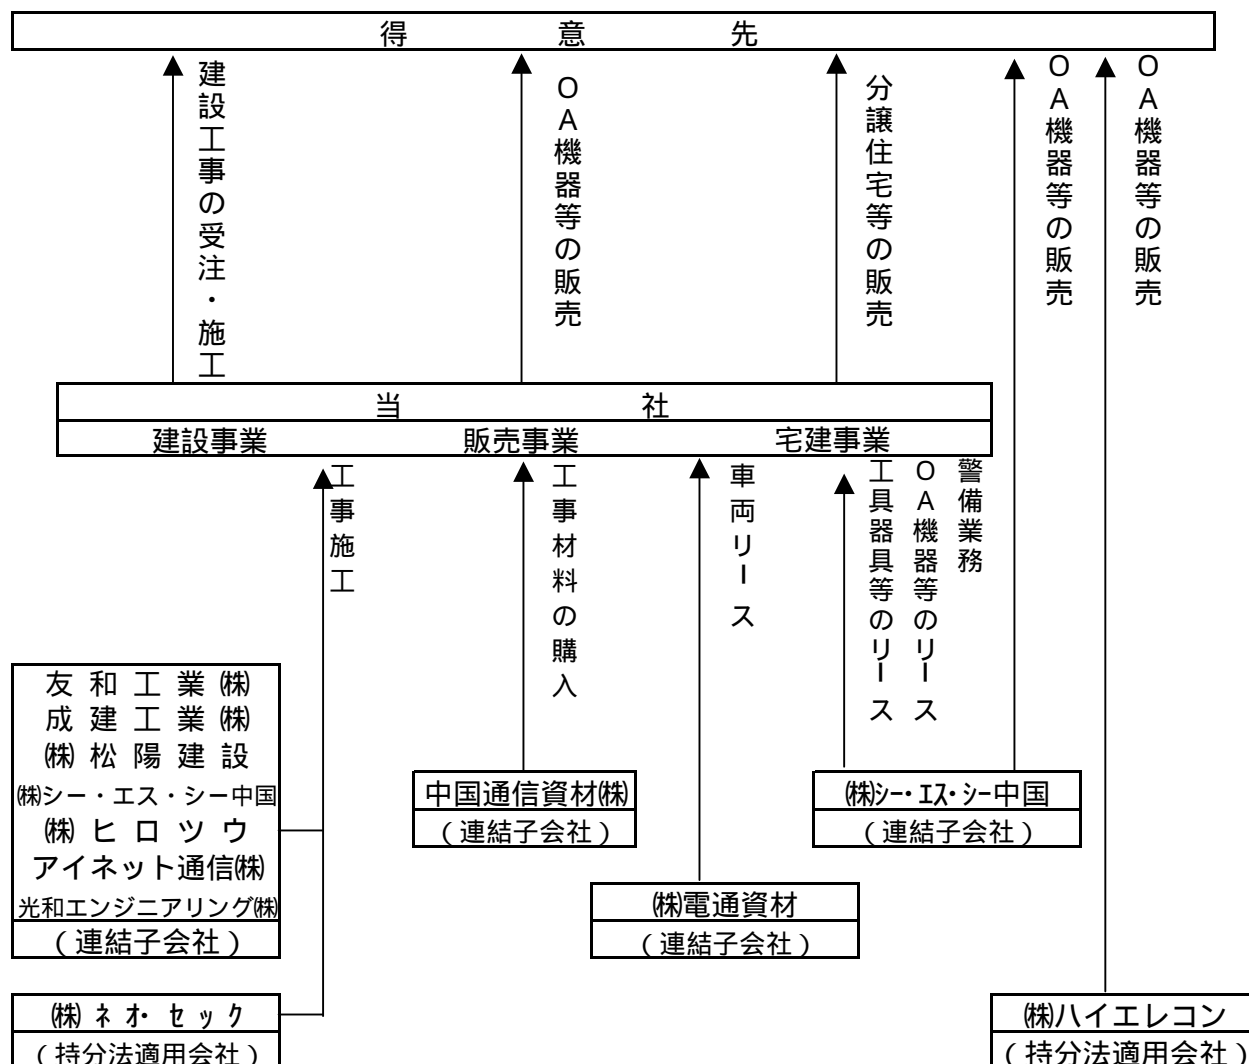 得意先
建設工事の受注・施工
ＯＡ機器等の販売
分譲住宅等の販売
ＯＡ機器等の販売
ＯＡ機器等の販売
当社
建設事業 販売事業 宅建事業
工事施工
工事材料の購入
車両リース
工具器具等のリース
ＯＡ機器等のリース
警備業務
友和工業㈱
成建工業㈱
㈱松陽建設
㈱シー・エス・シー中国
㈱ヒロツウ
アイネット通信㈱
光和エンジニアリング㈱
（連結子会社）
中国通信資材㈱
（連結子会社）
㈱ｼｰ･ｴｽ･ｼｰ中国
（連結子会社）
㈱電通資材
（連結子会社）
㈱ﾈｵ･ｾｯｸ
（持分法適用会社）
㈱ハイエレコン
（持分法適用会社）